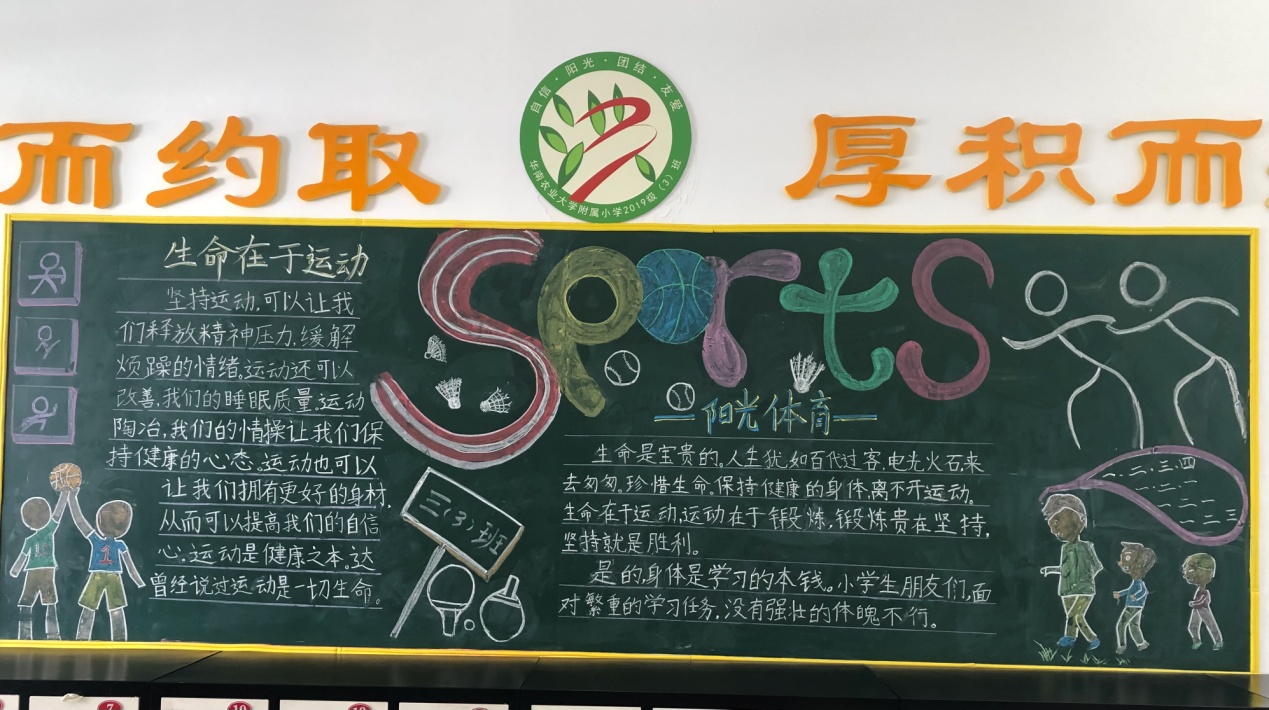 而约取
自信·阳光·团结·友爱
华南农业大学附属小学2019级（3）班
厚积而
Sports
生命在于运动
坚持运动,可以让我
们释放精神压力,缓解
烦躁的情绪。运动还可以
改善,我们的睡眠质量。运动
陶冶,我们的情操让我们保
持健康的心态。运动也可以
让我们拥有更好的身材,
从而可以提高我们的自信
心。运动是健康之本。达
曾经说过运动是一切生命。
三(3)班
阳光体育
生命是宝贵的。人生犹,如百代过客,电光火石,来
去匆匆。珍惜生命。保持健康的身体,离不开运动。
生命在于运动,运动在于锻炼,锻炼贵在坚持,
坚持就是胜利。
是的,身体是学习的本钱。小学生朋友们,面
对繁重的学习任务,没有强壮的体魄不行。
一二.三.四
二.二
二二三
1
7
10